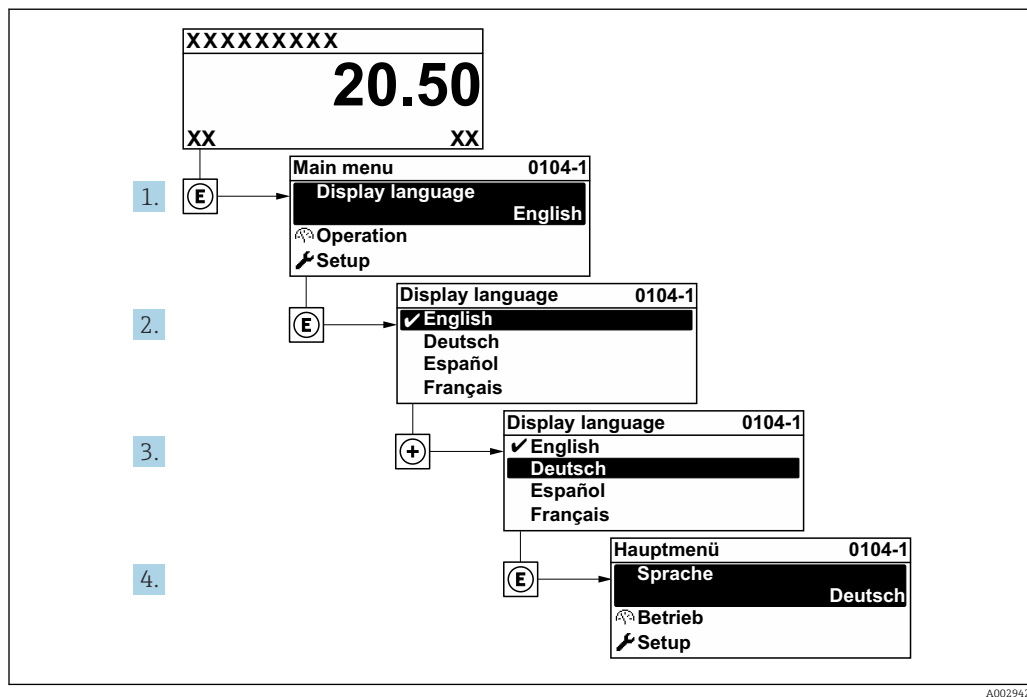 XXXXXXXXX
20.50
XX XX
1. E Main menu 0104-1
Display language
English
Operation
Setup
2. E Display language 0104-1
✔ English
Deutsch
Español
Français
3. + Display language 0104-1
✔ English
Deutsch
Español
Français
4. E Hauptmenü 0104-1
Sprache
Deutsch
Betrieb
Setup